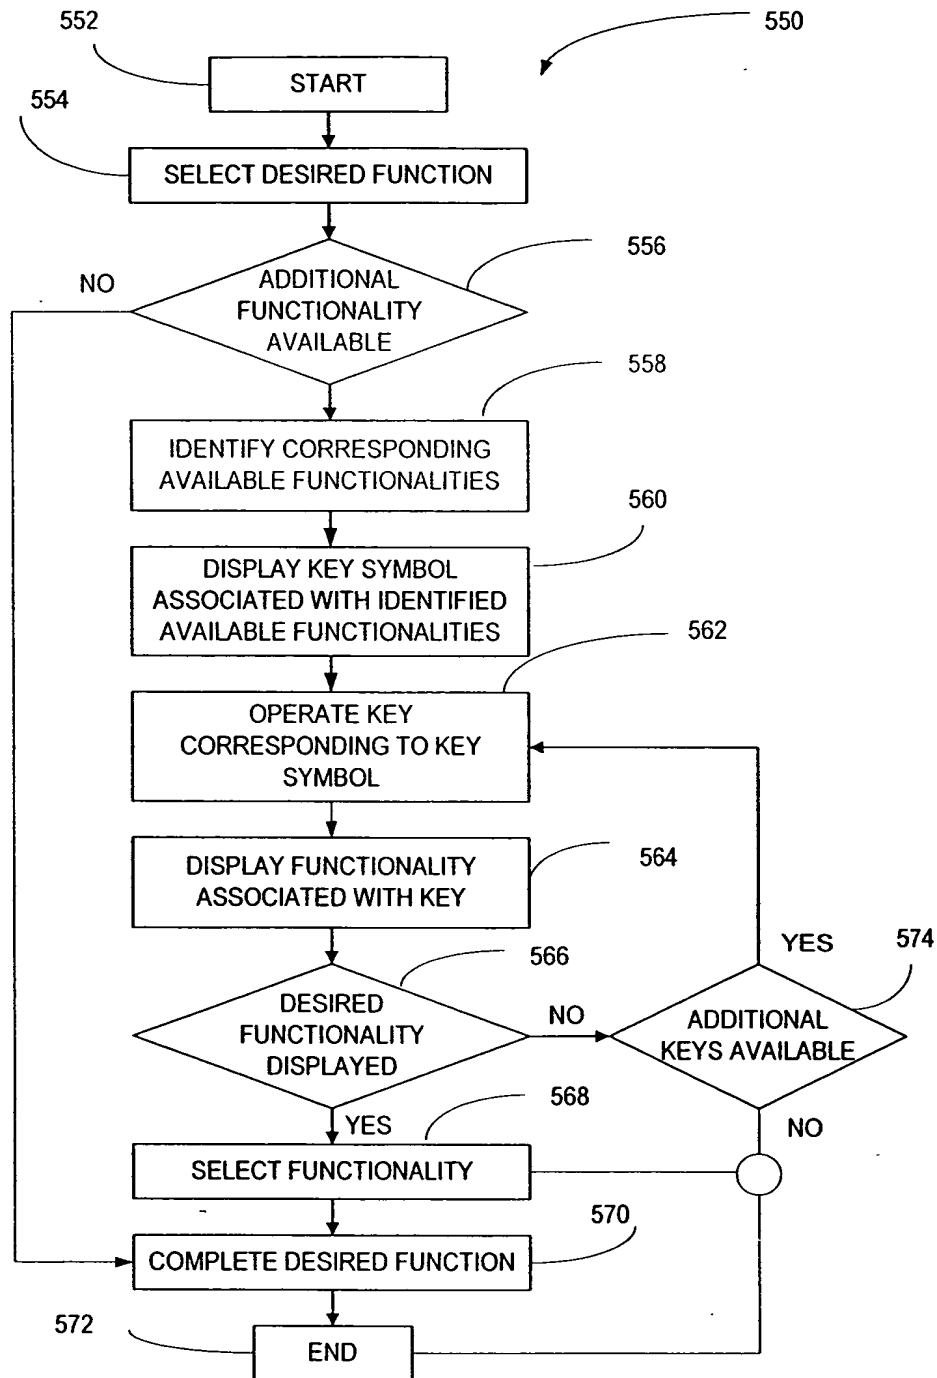 552
550
START
554
SELECT DESIRED FUNCTION
556
NO
ADDITIONAL
FUNCTIONALITY
AVAILABLE
558
IDENTIFY CORRESPONDING
AVAILABLE FUNCTIONALITIES
560
DISPLAY KEY SYMBOL
ASSOCIATED WITH IDENTIFIED
AVAILABLE FUNCTIONALITIES
562
OPERATE KEY
CORRESPONDING TO KEY
SYMBOL
DISPLAY FUNCTIONALITY
ASSOCIATED WITH KEY
564
566
YES
574
DESIRED
FUNCTIONALITY
DISPLAYED
NO
ADDITIONAL
KEYS AVAILABLE
568
YES
NO
SELECT FUNCTIONALITY
570
COMPLETE DESIRED FUNCTION
572
END